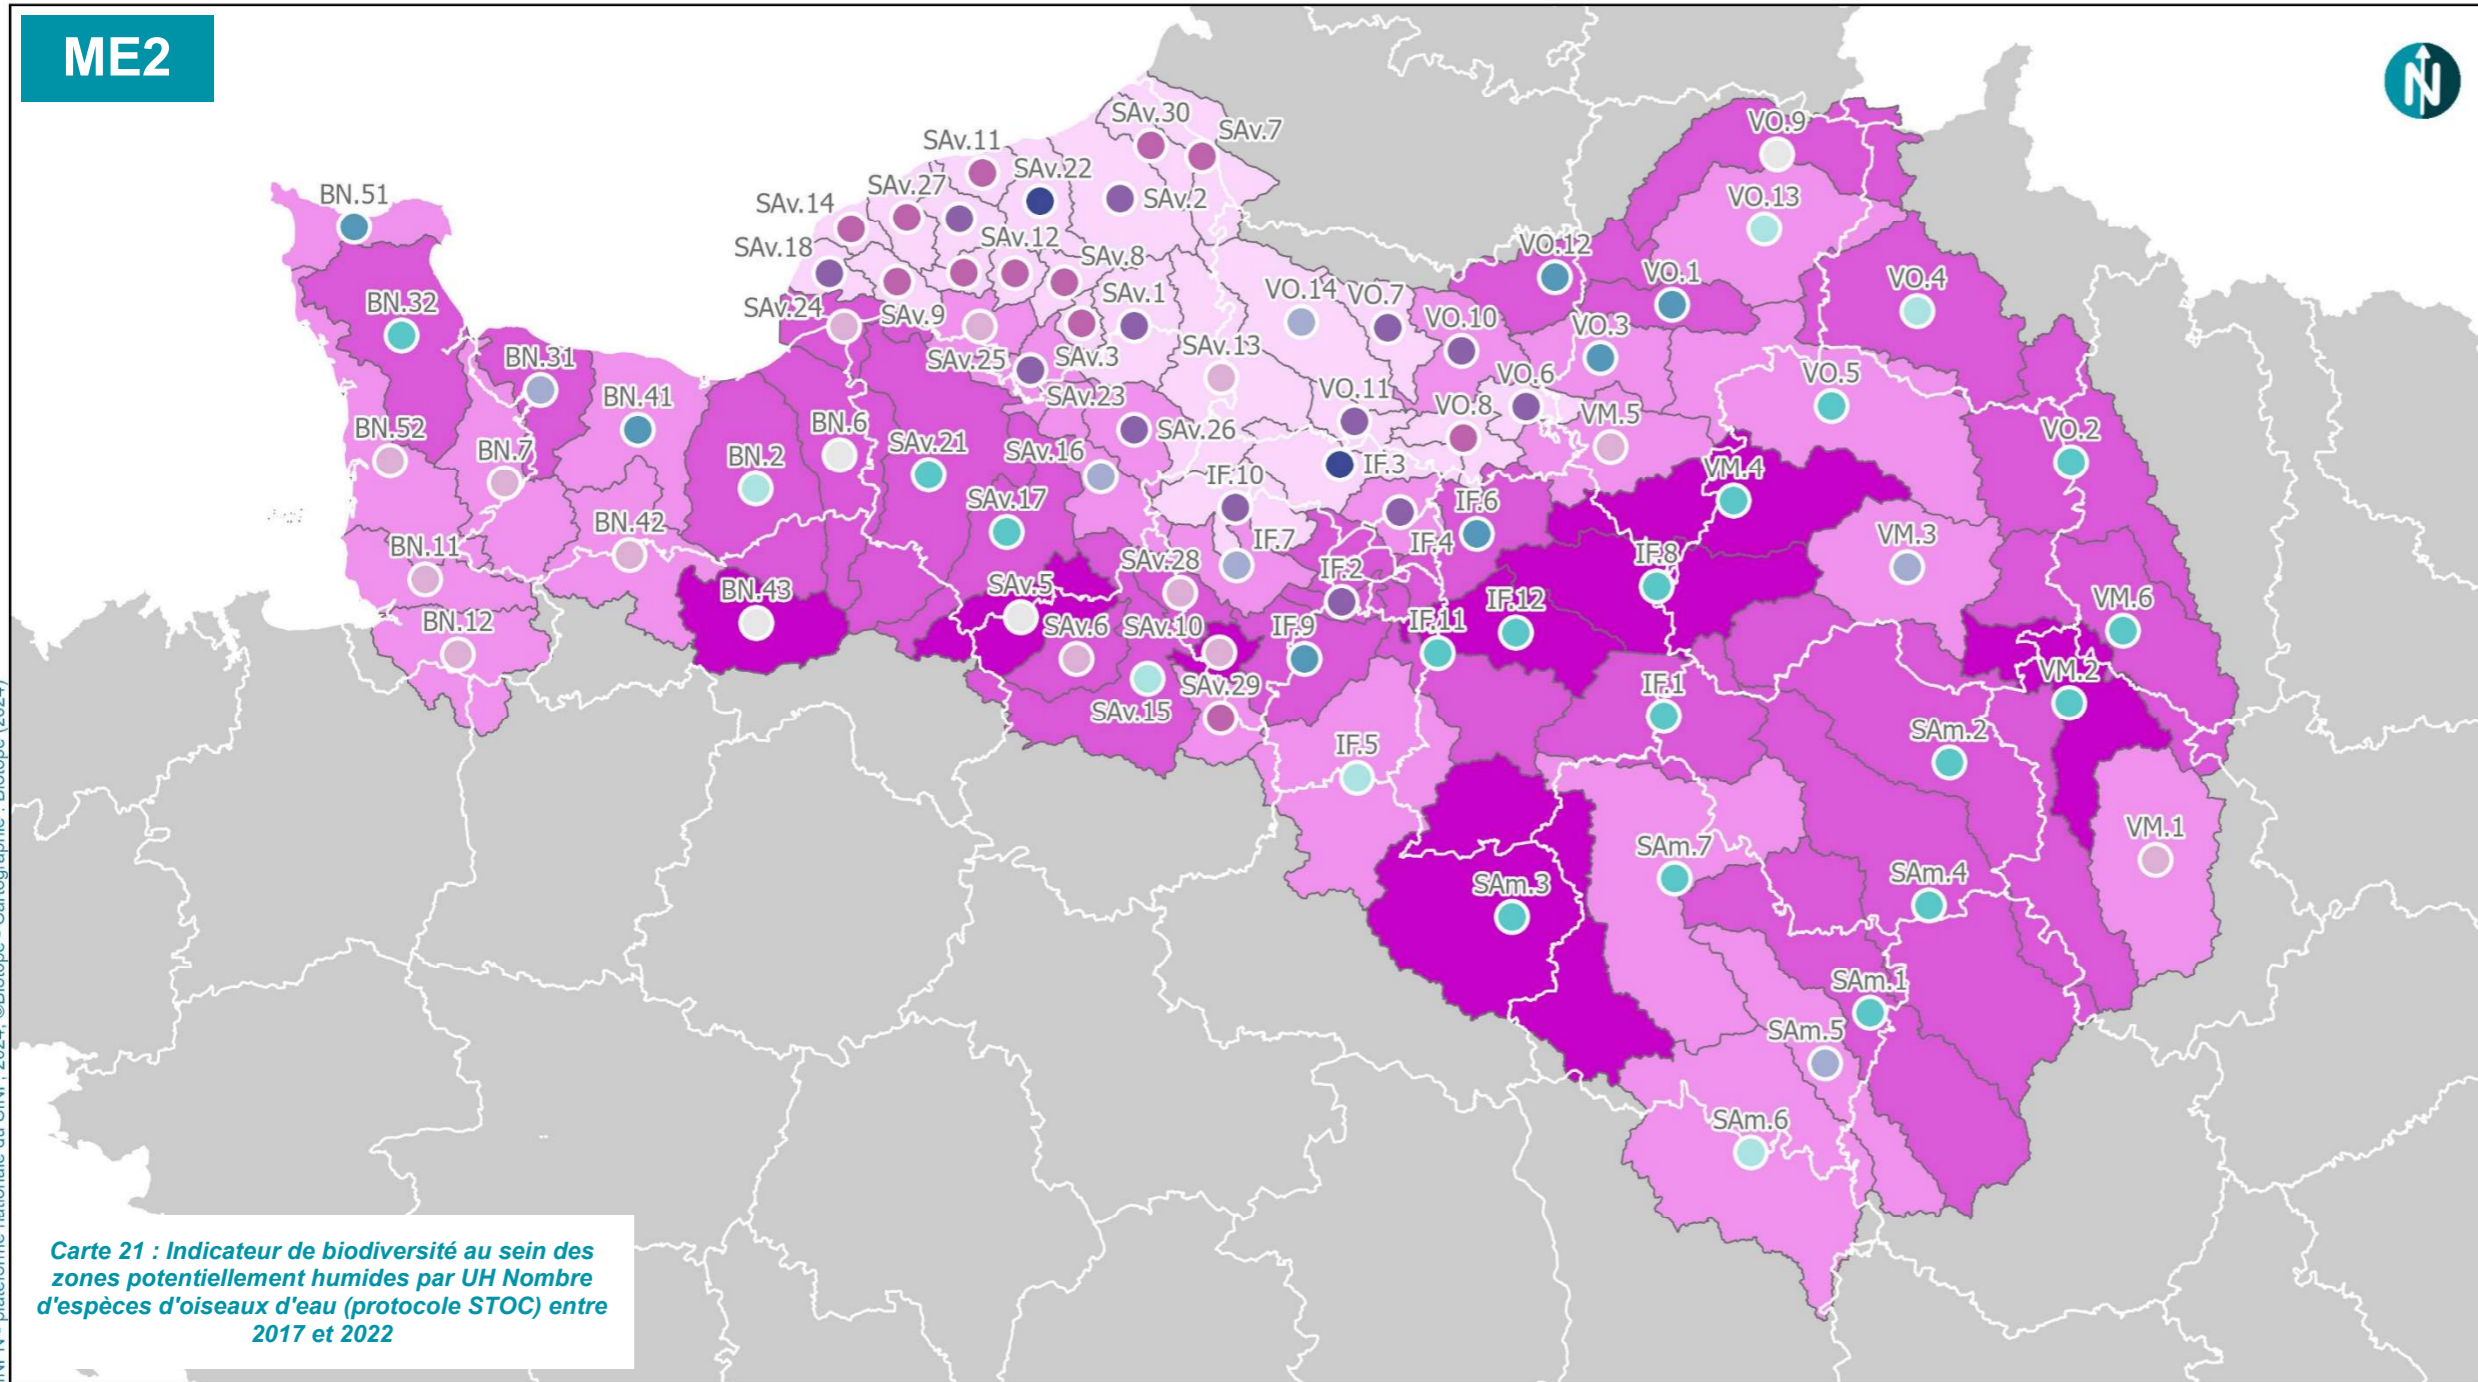 ME2
N
SAv.30
SAv.7
VO.9
SAv.11
SAv.22
BN.51
SAv.27
SAv.2
VO.13
SAv.14
SAv.12
SAv.18
SAv.8
VO.12
VO.1
VO.4
BN.32
SAv.24
SAv.9
SAv.1
VO.14
VO.7
VO.10
VO.3
BN.31
SAv.25
SAv.3
SAv.13
VO.6
VO.5
BN.41
SAv.23
VO.11
VO.8
VM.5
BN.52
BN.6
SAv.26
VO.2
BN.7
BN.2
SAv.21
SAv.16
IF.10
IF.3
VM.4
SAv.17
IF.6
BN.42
VM.3
BN.11
SAv.28
IF.7
IF.4
IF.8
IF.2
BN.43
SAv.5
IF.12
VM.6
BN.12
SAv.6
SAv.10
IF.9
IF.11
VM.2
SAv.29
IF.1
SAv.15
SAm.2
IF.5
VM.1
SAm.7
SAm.3
SAm.4
SAm.1
SAm.5
SAm.6
Carte 21 : Indicateur de biodiversité au sein des
zones potentiellement humides par UH Nombre
d'espèces d'oiseaux d'eau (protocole STOC) entre
2017 et 2022
plateforme nationale du SINP, 2024, ©Biotope - Cartographie : Biotope (2024)